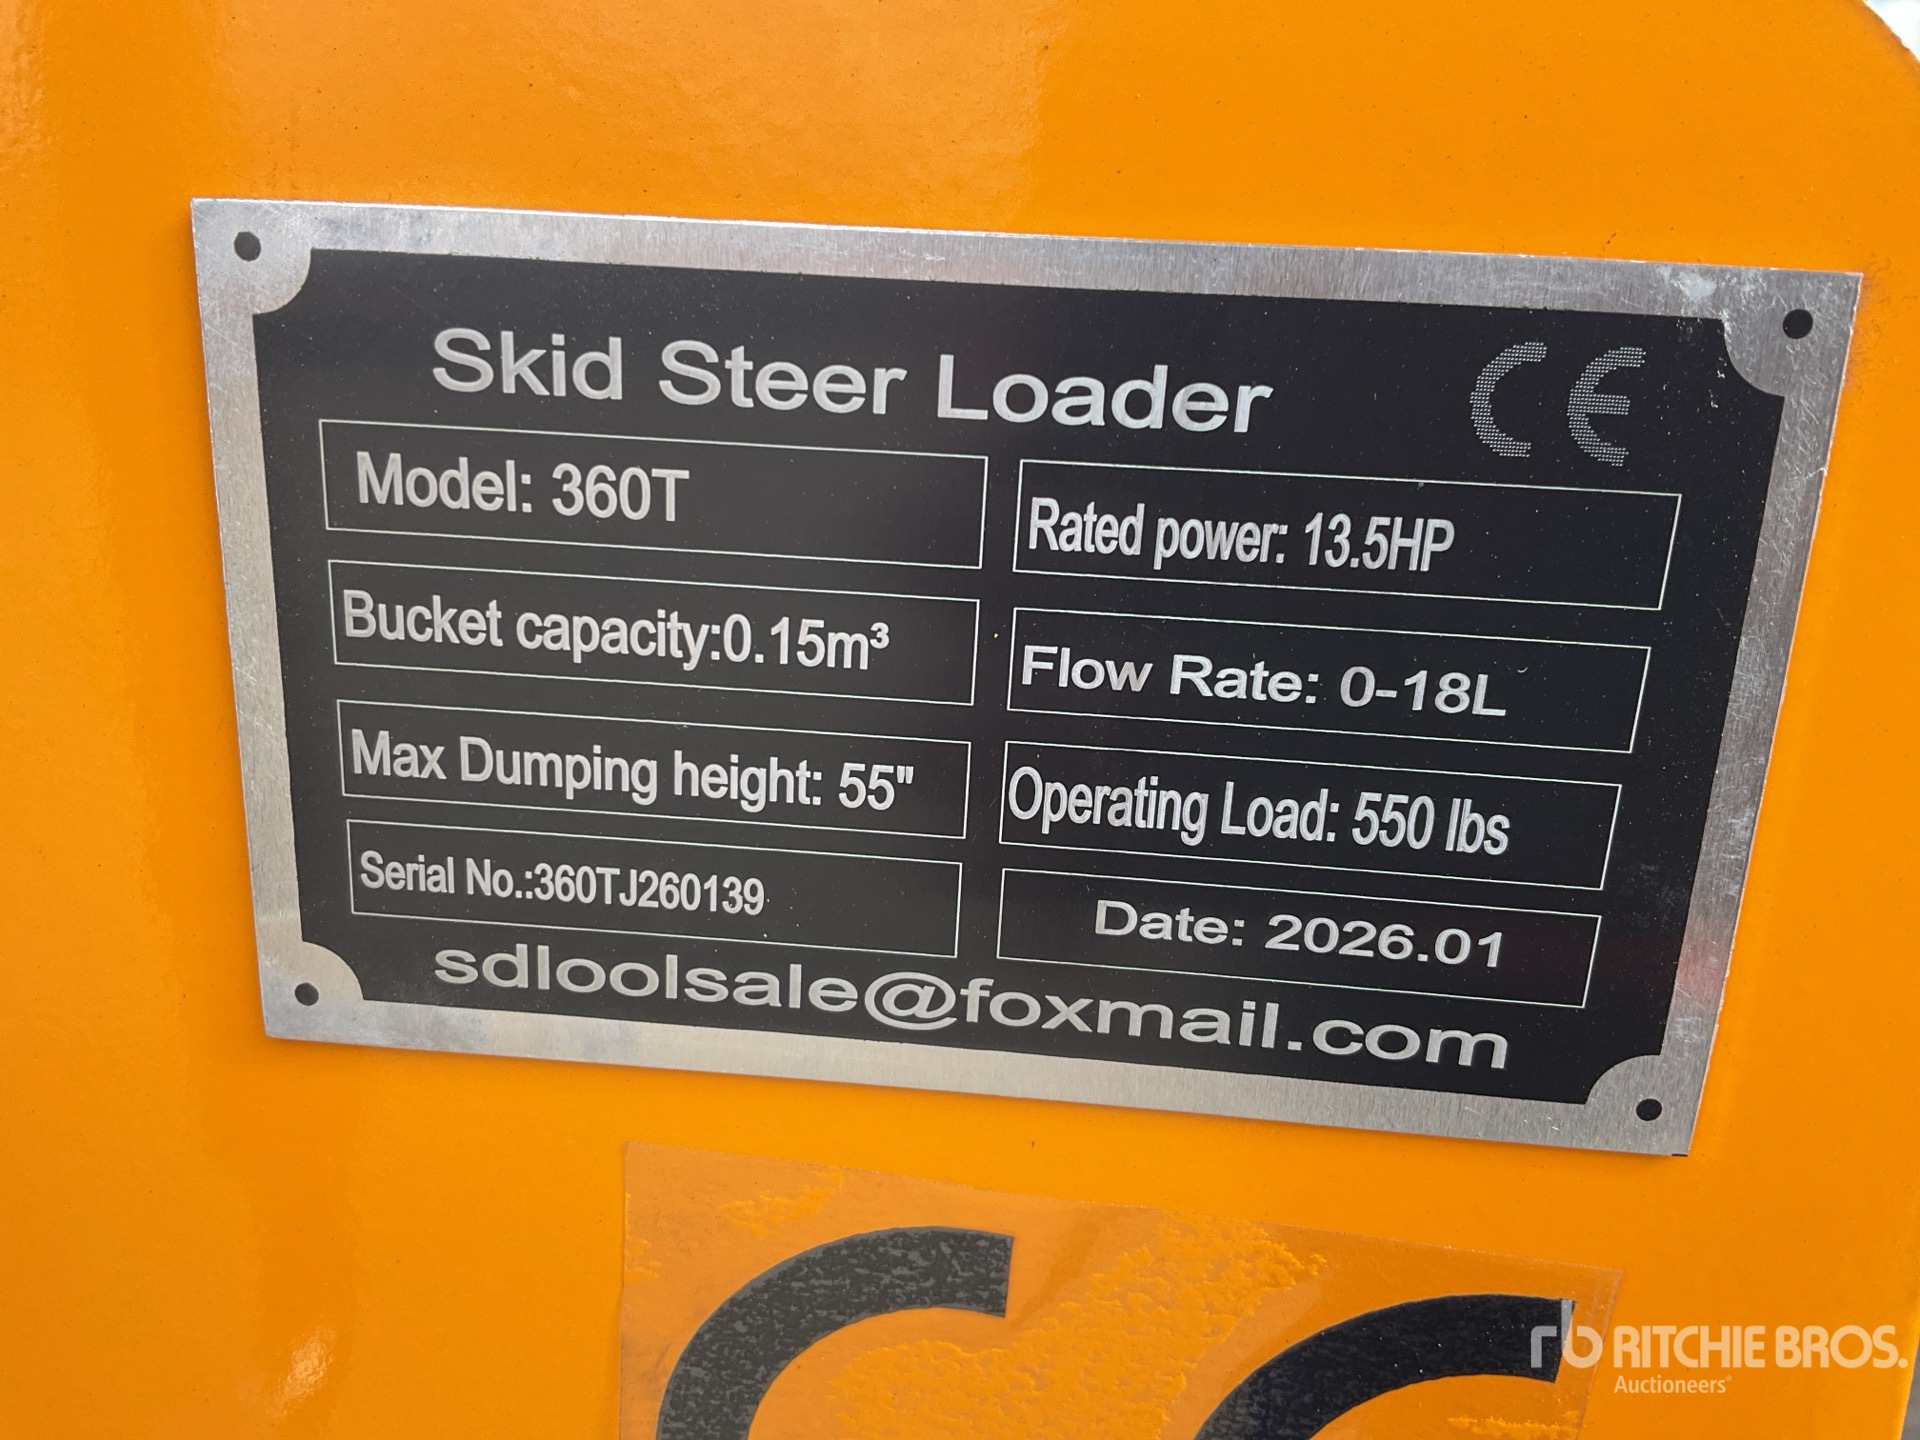 Skid Steer Loader CE
Model: 360T
Rated power: 13.5HP
Bucket capacity:0.15m³
Flow Rate: 0-18L
Max Dumping height: 55"
Operating Load: 550 lbs
Serial No.:360TJ260139
Date: 2026.01
sdloolsale@foxmail.com
CE
rb RITCHIE BROS.
Auctioneers